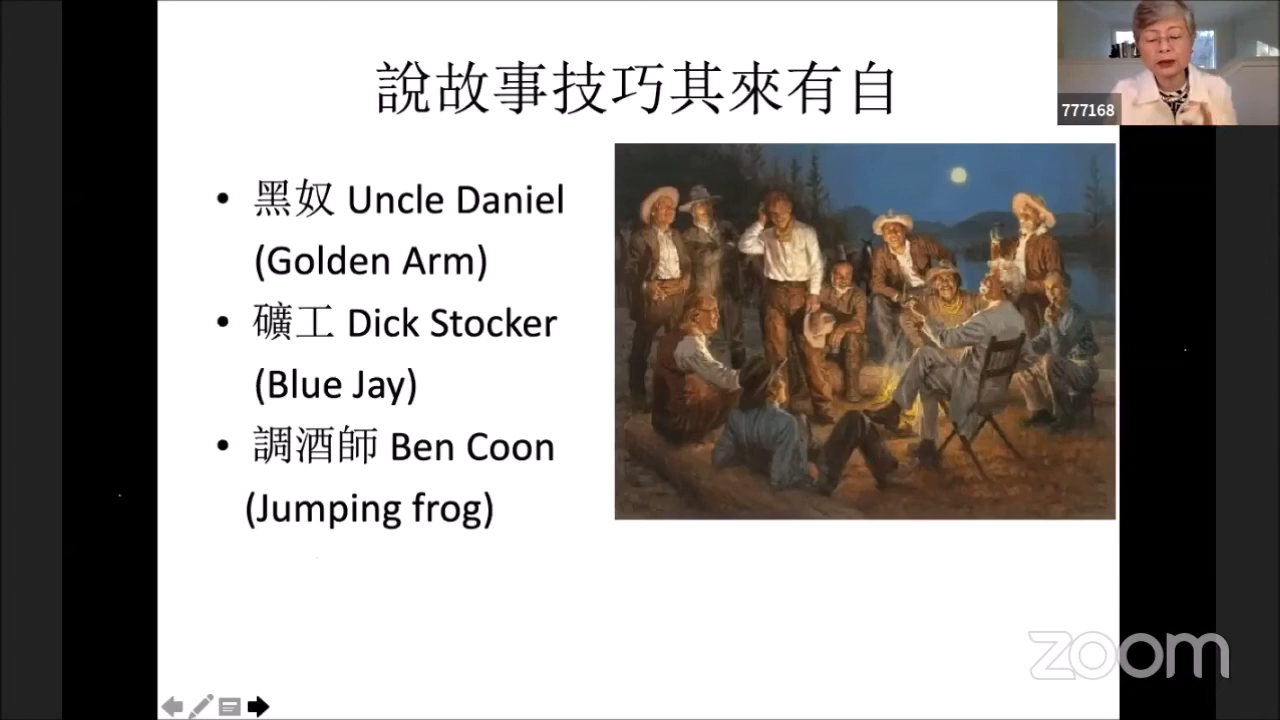 說故事技巧其來有自
777168
• 黑奴 Uncle Daniel
(Golden Arm)
• 礦工 Dick Stocker
(Blue Jay)
• 調酒師 Ben Coon
(Jumping frog)
zoom